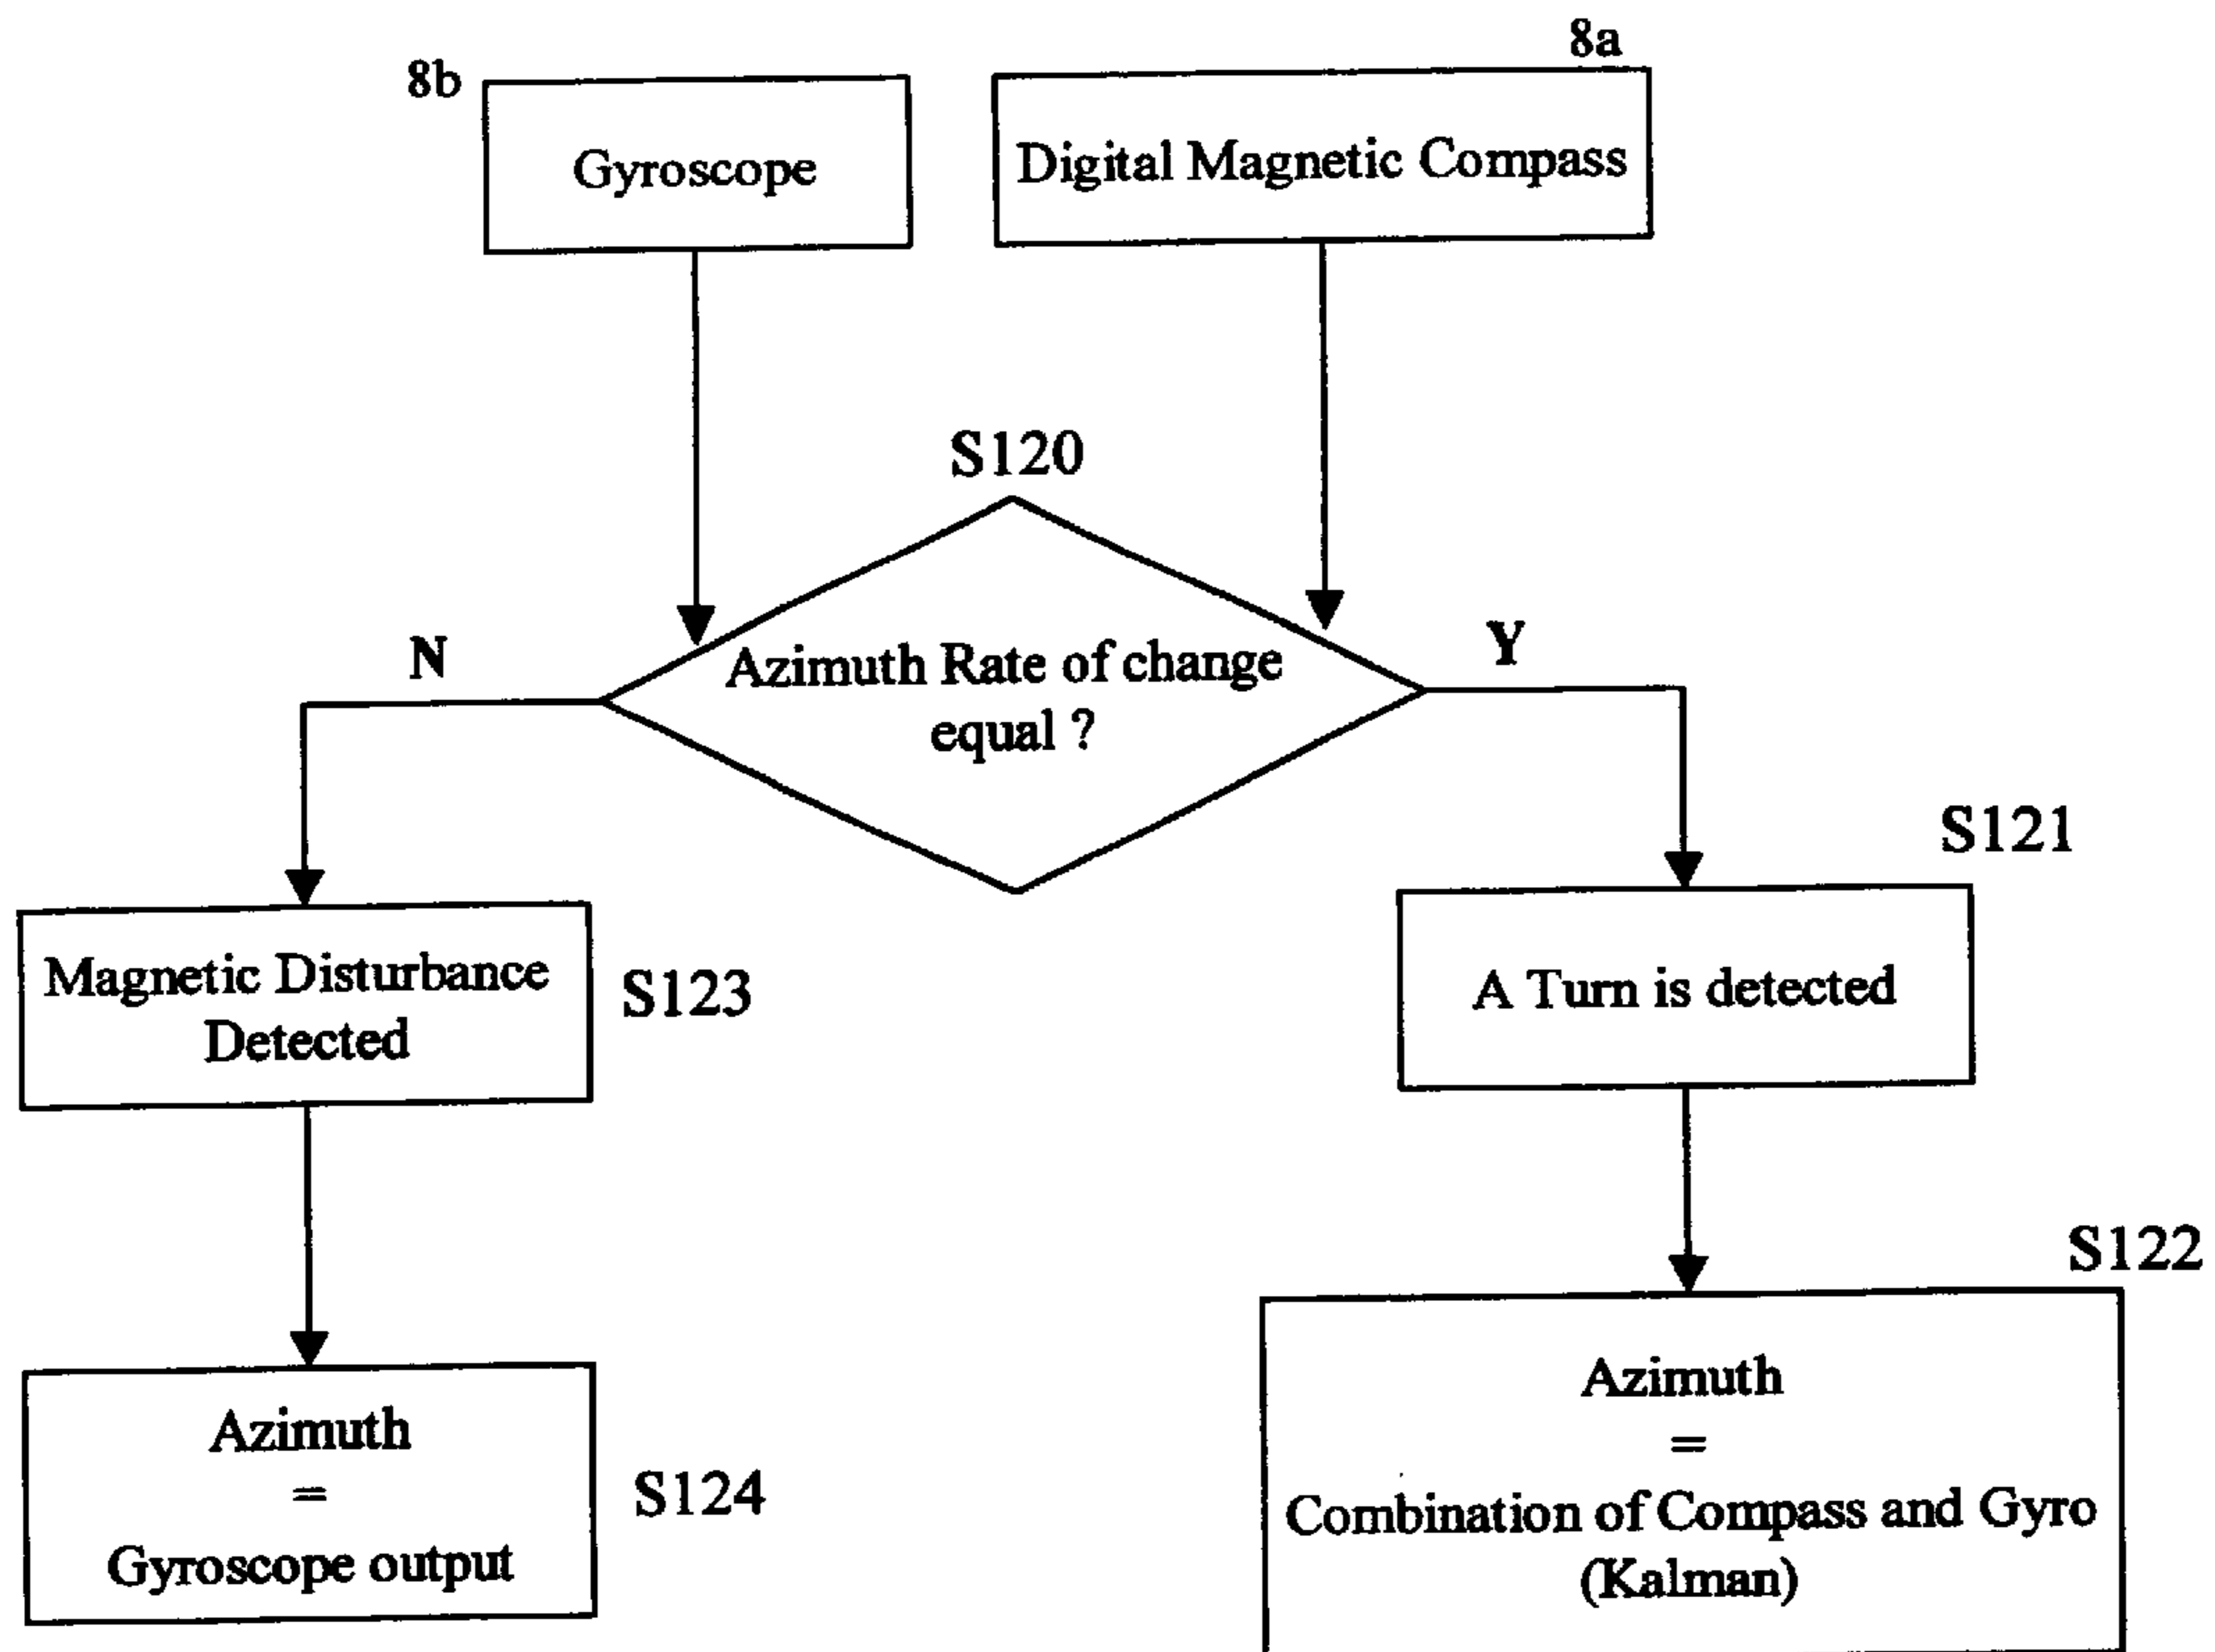 8b
8a
Gyroscope
Digital Magnetic Compass
S120
N
Azimuth Rate of change
equal ?
Y
S121
Magnetic Disturbance
Detected
S123
A Turn is detected
S122
Azimuth
=
Gyroscope output
S124
Azimuth
=
Combination of Compass and Gyro
(Kalman)